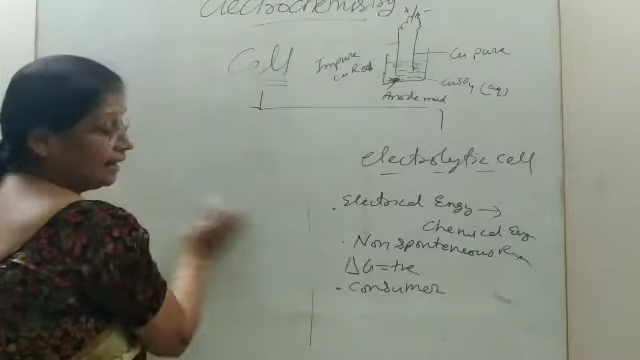 Electrochemistry
Cell
+ -
Impure
Cu Rod
Cu pure
CuSO4 (aq)
Anode mud
electrolytic cell
. Electrical Engy →
Chemical Engy
. Non spontaneous Rxn
ΔG = +ve
. Consumer